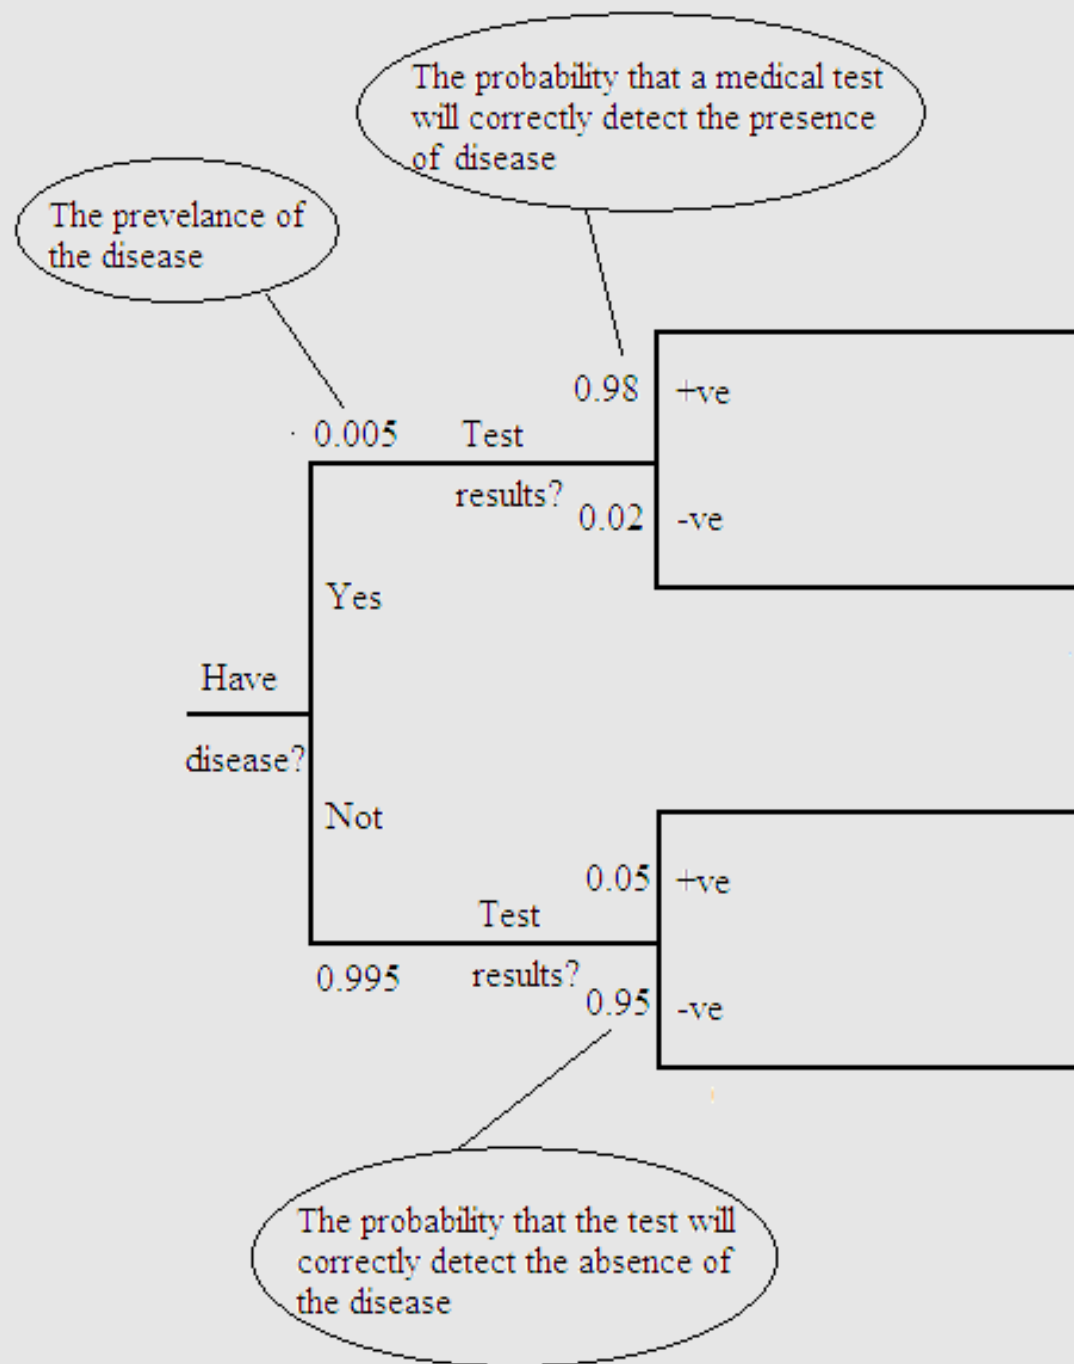 The probability that a medical test
will correctly detect the presence
of disease
The prevelance of
the disease
0.98 +ve
0.005 Test
results?
0.02 -ve
Yes
Have
disease?
Not
0.05 +ve
Test
0.995 results?
0.95 -ve
The probability that the test will
correctly detect the absence of
the disease